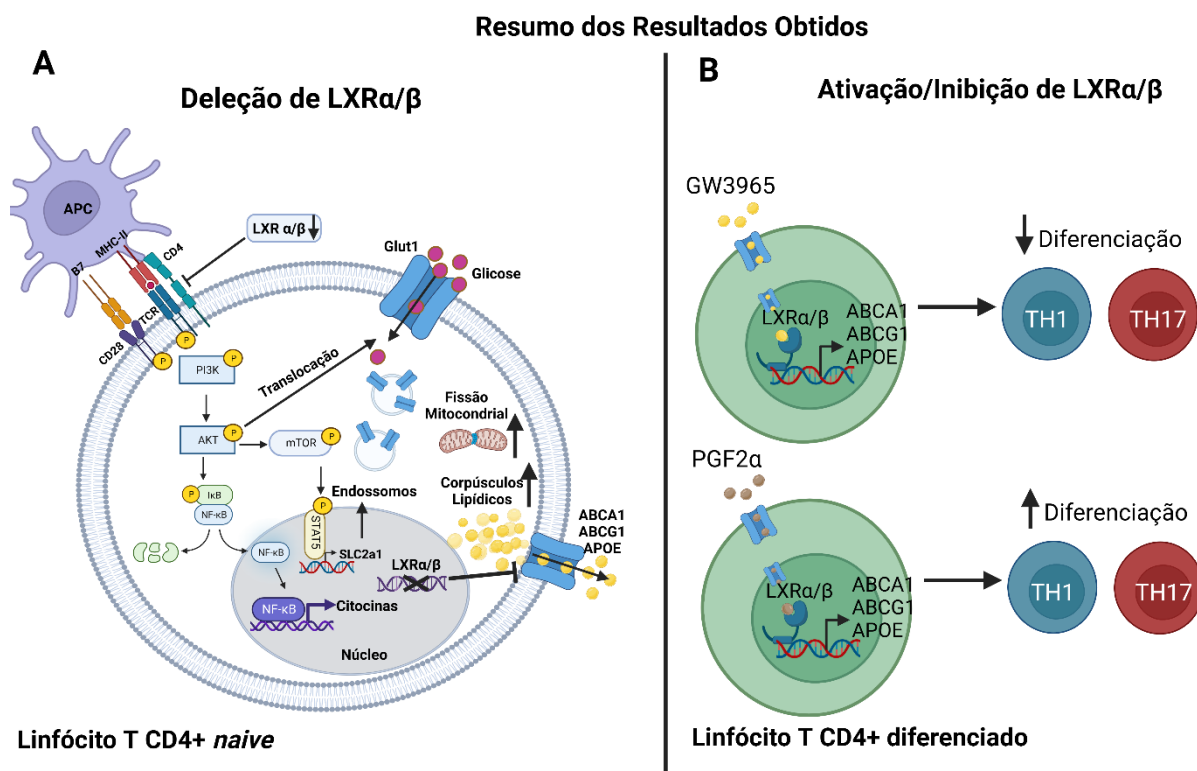 Resumo dos Resultados Obtidos
A
Deleção de LXRα/β
APC
B7
MHC-II
CD4
LXR α/β
TCR
CD28
P
P
Glut1
Glicose
PI3K
P
Translocação
AKT
P
mTOR
P
Fissão
Mitocondrial
Corpúsculos
Lipídicos
P
IκB
NF-κB
Endossomos
P
STAT5
SLC2a1
NF-κB
LXRα/β
ABCA1
ABCG1
APOE
NF-κB
Citocinas
Núcleo
Linfócito T CD4+ naive
B
Ativação/Inibição de LXRα/β
GW3965
LXRα/β
ABCA1
ABCG1
APOE
Diferenciação
TH1
TH17
PGF2α
LXRα/β
ABCA1
ABCG1
APOE
Diferenciação
TH1
TH17
Linfócito T CD4+ diferenciado